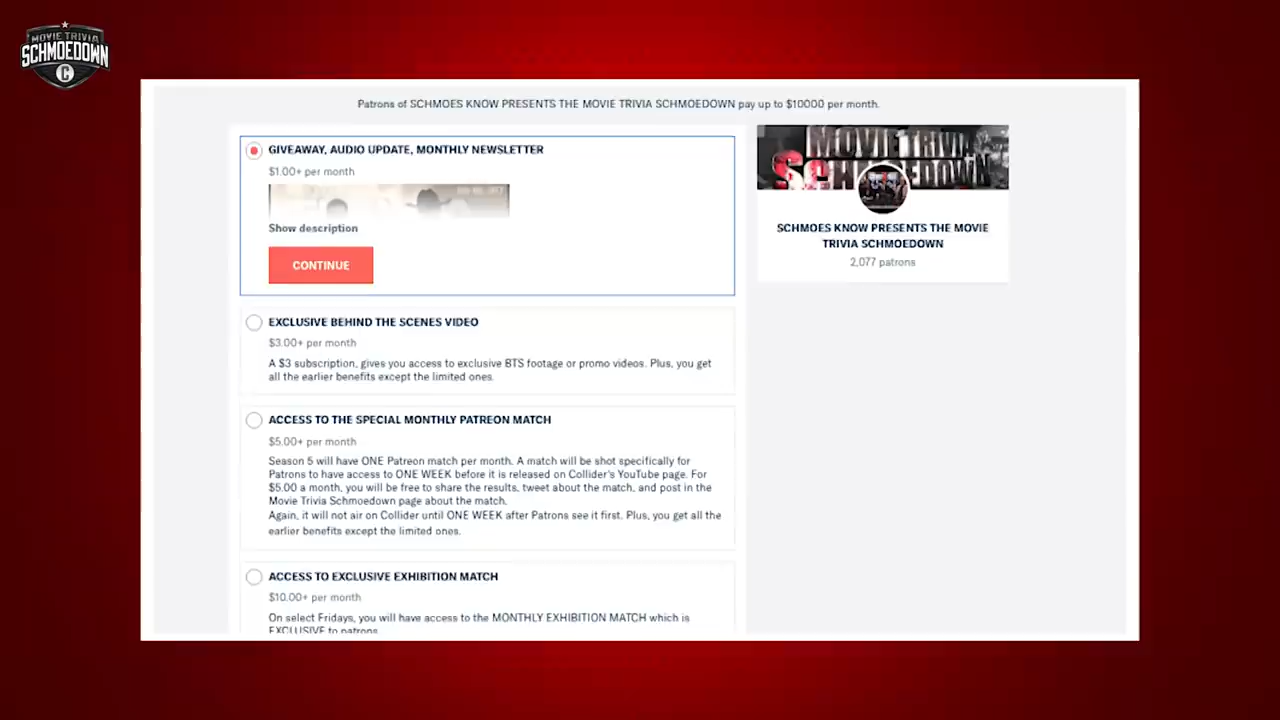 MOVIE TRIVIA
SCHMOEDOWN
C
Patrons of SCHMOES KNOW PRESENTS THE MOVIE TRIVIA SCHMOEDOWN pay up to $10000 per month.
GIVEAWAY, AUDIO UPDATE, MONTHLY NEWSLETTER
$1.00+ per month
Show description
CONTINUE
EXCLUSIVE BEHIND THE SCENES VIDEO
$3.00+ per month
A $3 subscription, gives you access to exclusive BTS footage or promo videos. Plus, you get
all the earlier benefits except the limited ones.
ACCESS TO THE SPECIAL MONTHLY PATREON MATCH
$5.00+ per month
Season 5 will have ONE Patreon match per month. A match will be shot specifically for
Patrons to have access to ONE WEEK before it is released on Collider's YouTube page. For
$5.00 a month, you will be free to share the results, tweet about the match, and post in the
Movie Trivia Schmoedown page about the match.
Again, it will not air on Collider until ONE WEEK after Patrons see it first. Plus, you get all the
earlier benefits except the limited ones.
ACCESS TO EXCLUSIVE EXHIBITION MATCH
$10.00+ per month
On select Fridays, you will have access to the MONTHLY EXHIBITION MATCH which is
EXCLUSIVE to patrons
MOVIE TRIVIA
SCHMOEDOWN
SCHMOES KNOW PRESENTS THE MOVIE
TRIVIA SCHMOEDOWN
2,077 patrons